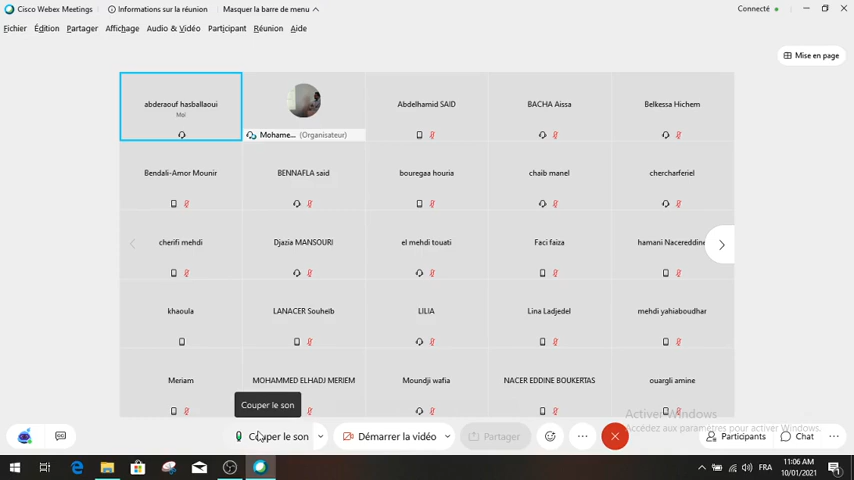 Cisco Webex Meetings
Informations sur la réunion
Masquer la barre de menu
Connecté
Fichier Édition Partager Affichage Audio & Vidéo Participant Réunion Aide
Mise en page
abderaouf hasballaoui
Moi
Mohame... (Organisateur)
Abdelhamid SAID
BACHA Aissa
Belkessa Hichem
Bendali-Amor Mounir
BENNAFLA said
bouregaa houria
chaib manel
chercharferiel
cherifi mehdi
Djazia MANSOURI
el mehdi touati
Faci faiza
hamani Nacereddine
khaoula
LANACER Souheib
LILIA
Lina Ladjedel
mehdi yahiaboudhar
Meriam
MOHAMMED ELHADJ MERIEM
Moundji wafia
NACER EDDINE BOUKERTAS
ouargli amine
Couper le son
Activer Windows
Accédez aux paramètres pour activer Windows.
Couper le son
Démarrer la vidéo
Partager
Participants
Chat
FRA
11:06 AM
10/01/2021
1